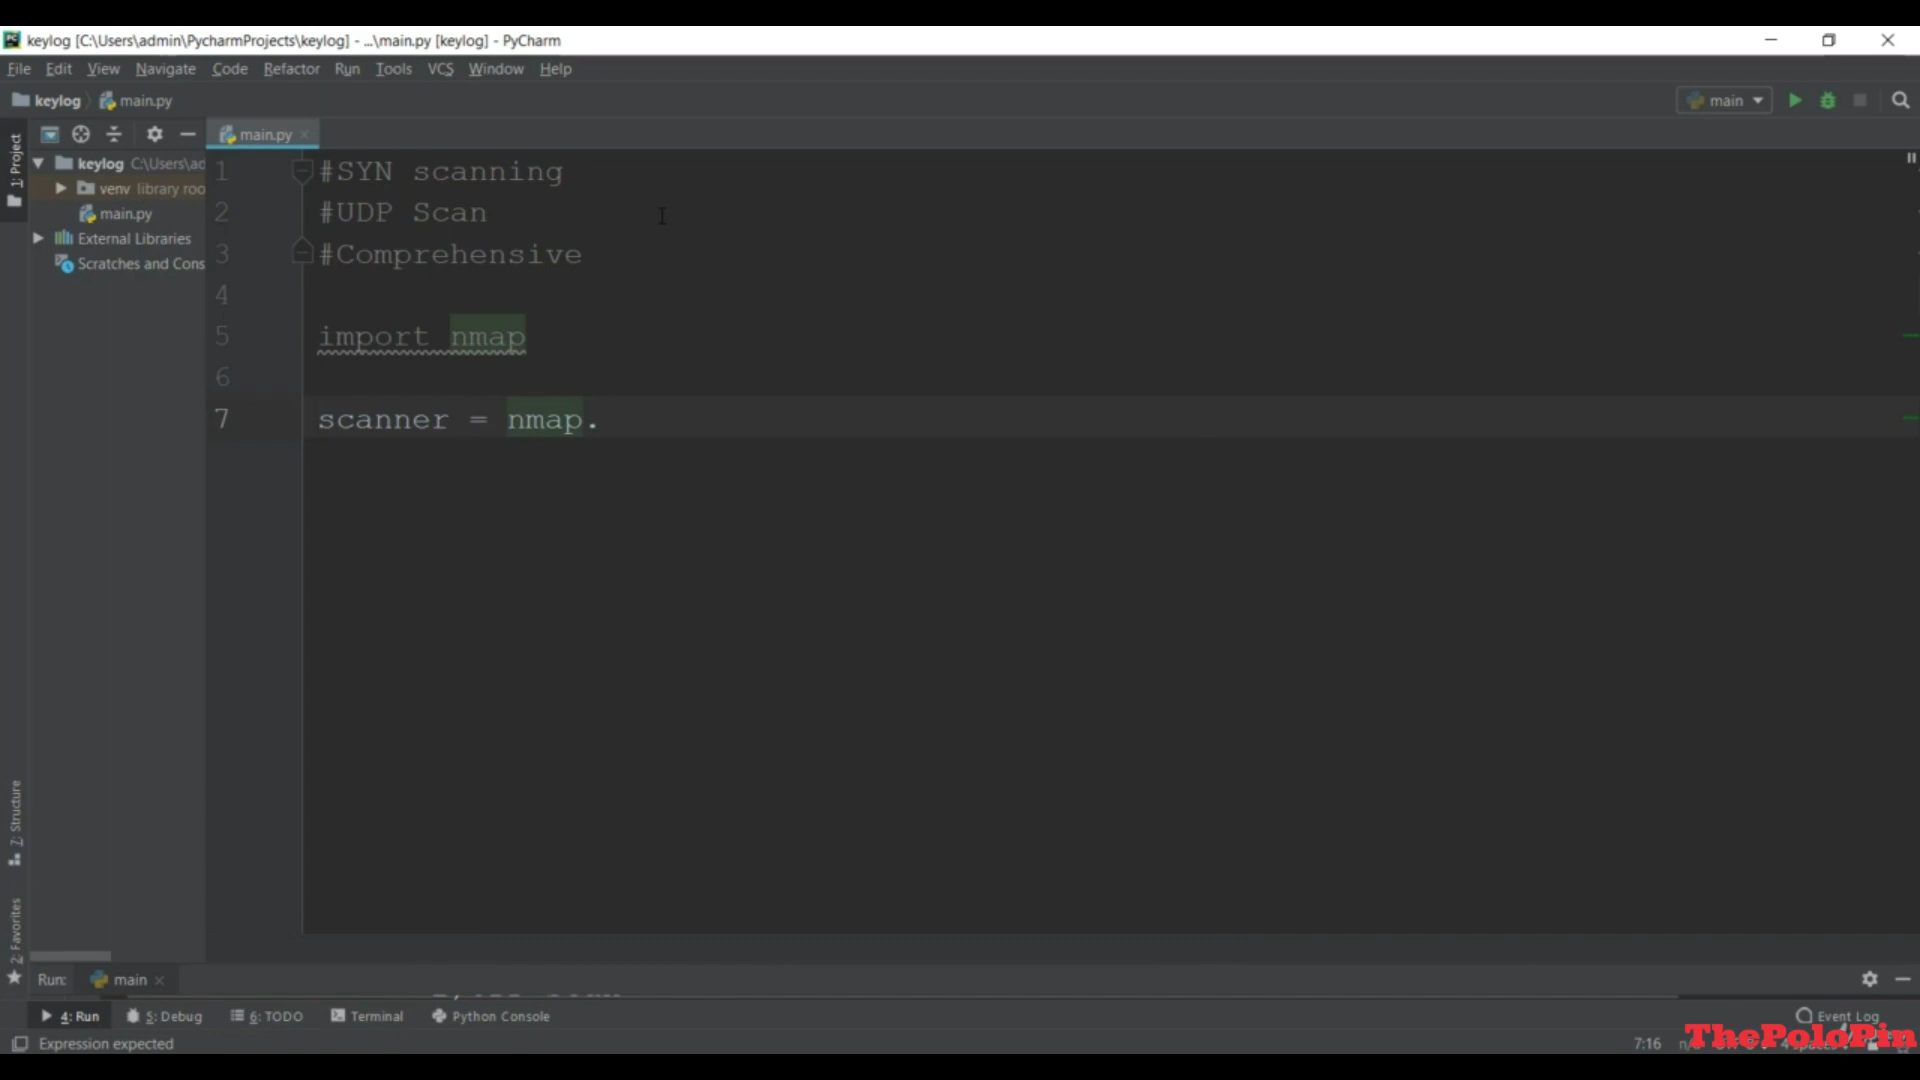 keylog [C:\Users\admin\PycharmProjects\keylog] - ...\main.py [keylog] - PyCharm
File Edit View Navigate Code Refactor Run Tools VCS Window Help
keylog main.py
main
1: Project
main.py
keylog C:\Users\ad
venv library roo
main.py
External Libraries
Scratches and Cons
1 #SYN scanning
2 #UDP Scan
3 #Comprehensive
4
5 import nmap
6
7 scanner = nmap.
7: Structure
2: Favorites
Run: main
4: Run 5: Debug 6: TODO Terminal Python Console
Event Log
Expression expected
7:16
ThePoloPin